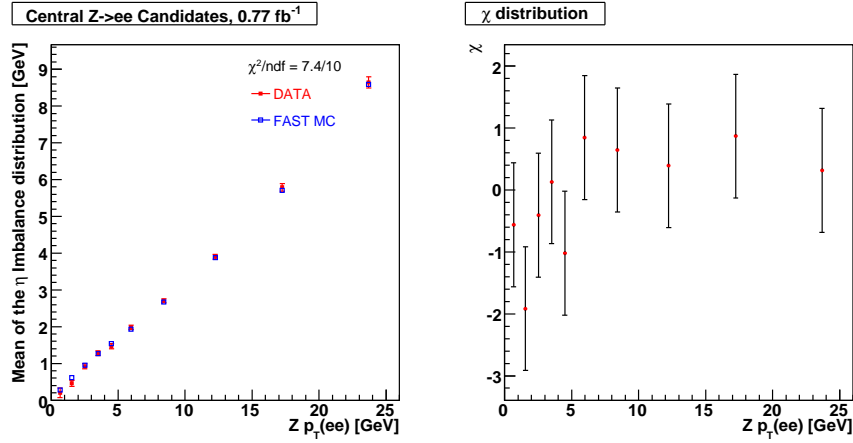 Central Z->ee Candidates, 0.77 fb⁻¹
Mean of the η Imbalance distribution [GeV]
9
8
7
6
5
4
3
2
1
0
χ²/ndf = 7.4/10
DATA
FAST MC
0 5 10 15 20 25
Z p_T(ee) [GeV]
χ distribution
χ
2
1
0
-1
-2
-3
0 5 10 15 20 25
Z p_T(ee) [GeV]